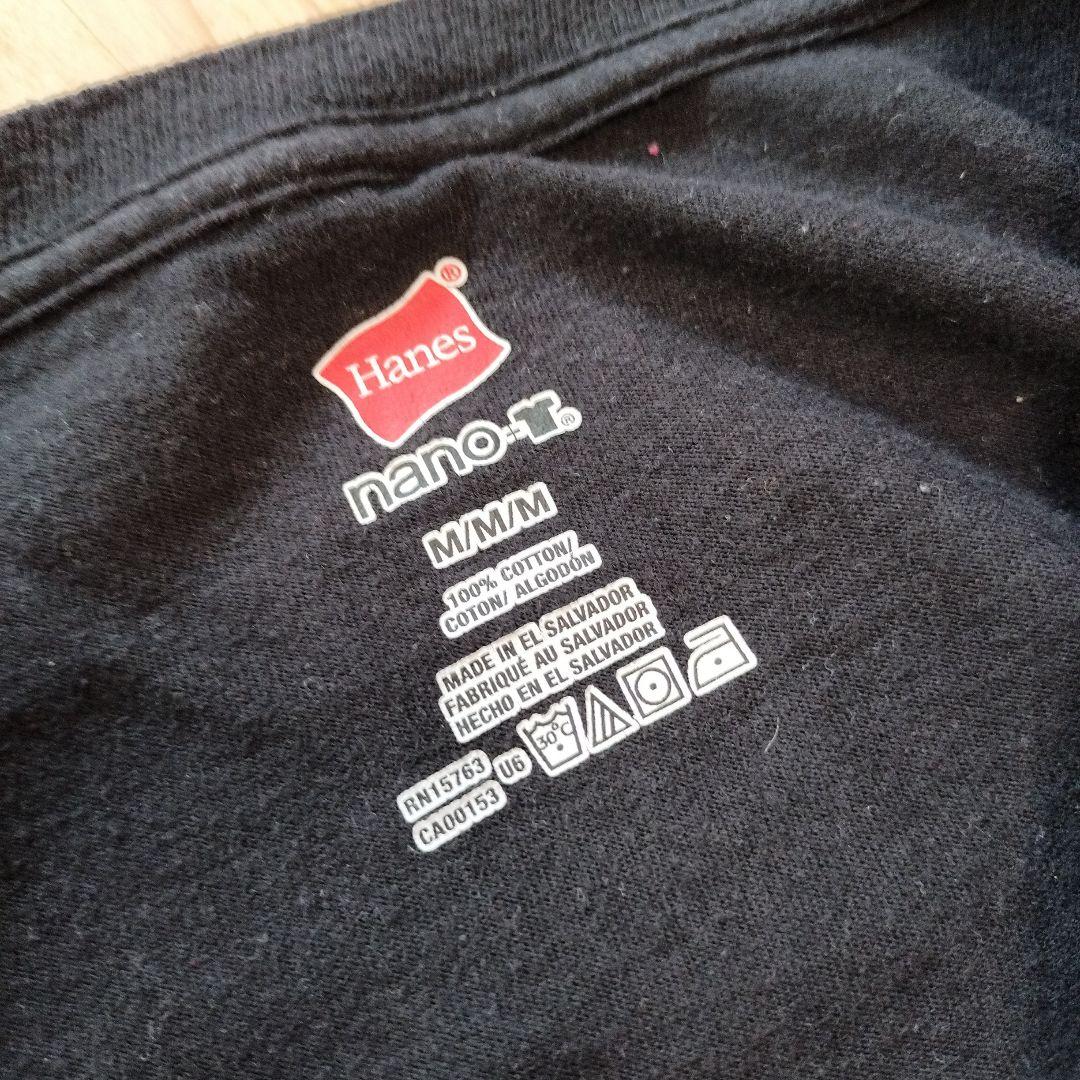 Hanes®
nano-T®
M/M/M
100% COTTON/
COTON/ ALGODÓN
MADE IN EL SALVADOR
FABRIQUÉ AU SALVADOR
HECHO EN EL SALVADOR
30°C
RN15763 U6
CA00153